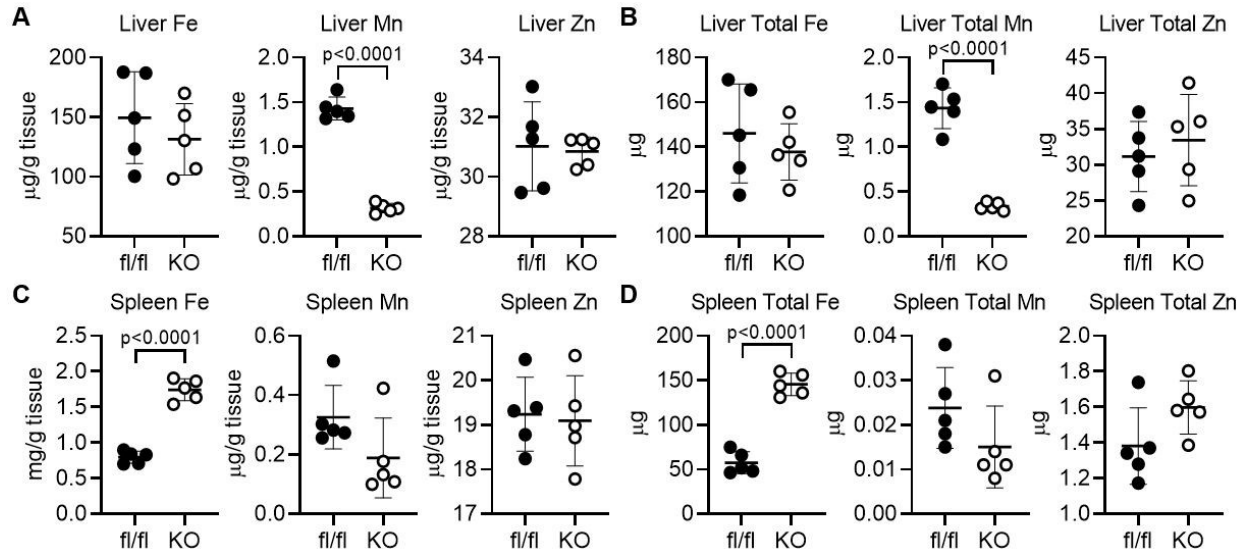 A
Liver Fe
μg/g tissue
200
150
100
50
fl/fl KO
Liver Mn
p<0.0001
μg/g tissue
2.0
1.5
1.0
0.5
0.0
fl/fl KO
Liver Zn
μg/g tissue
34
32
30
28
fl/fl KO
B
Liver Total Fe
μg
180
160
140
120
100
fl/fl KO
Liver Total Mn
p<0.0001
μg
2.0
1.5
1.0
0.5
0.0
fl/fl KO
Liver Total Zn
μg
45
40
35
30
25
20
fl/fl KO
C
Spleen Fe
p<0.0001
mg/g tissue
2.5
2.0
1.5
1.0
0.5
0.0
fl/fl KO
Spleen Mn
μg/g tissue
0.6
0.4
0.2
0.0
fl/fl KO
Spleen Zn
μg/g tissue
21
20
19
18
17
fl/fl KO
D
Spleen Total Fe
p<0.0001
μg
200
150
100
50
0
fl/fl KO
Spleen Total Mn
μg
0.04
0.03
0.02
0.01
0.00
fl/fl KO
Spleen Total Zn
μg
2.0
1.8
1.6
1.4
1.2
1.0
fl/fl KO